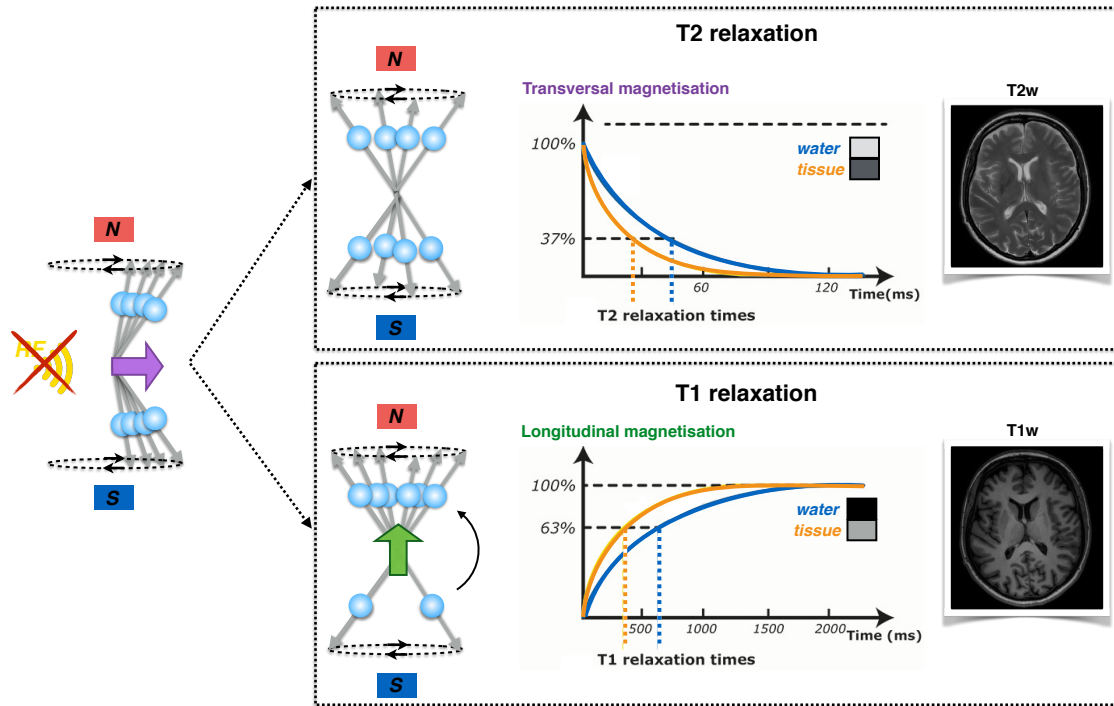 N
RF
S
T2 relaxation
N
S
Transversal magnetisation
100%
37%
water
tissue
60
120
Time(ms)
T2 relaxation times
T2w
T1 relaxation
N
S
Longitudinal magnetisation
100%
63%
water
tissue
500
1000
1500
2000
Time (ms)
T1 relaxation times
T1w